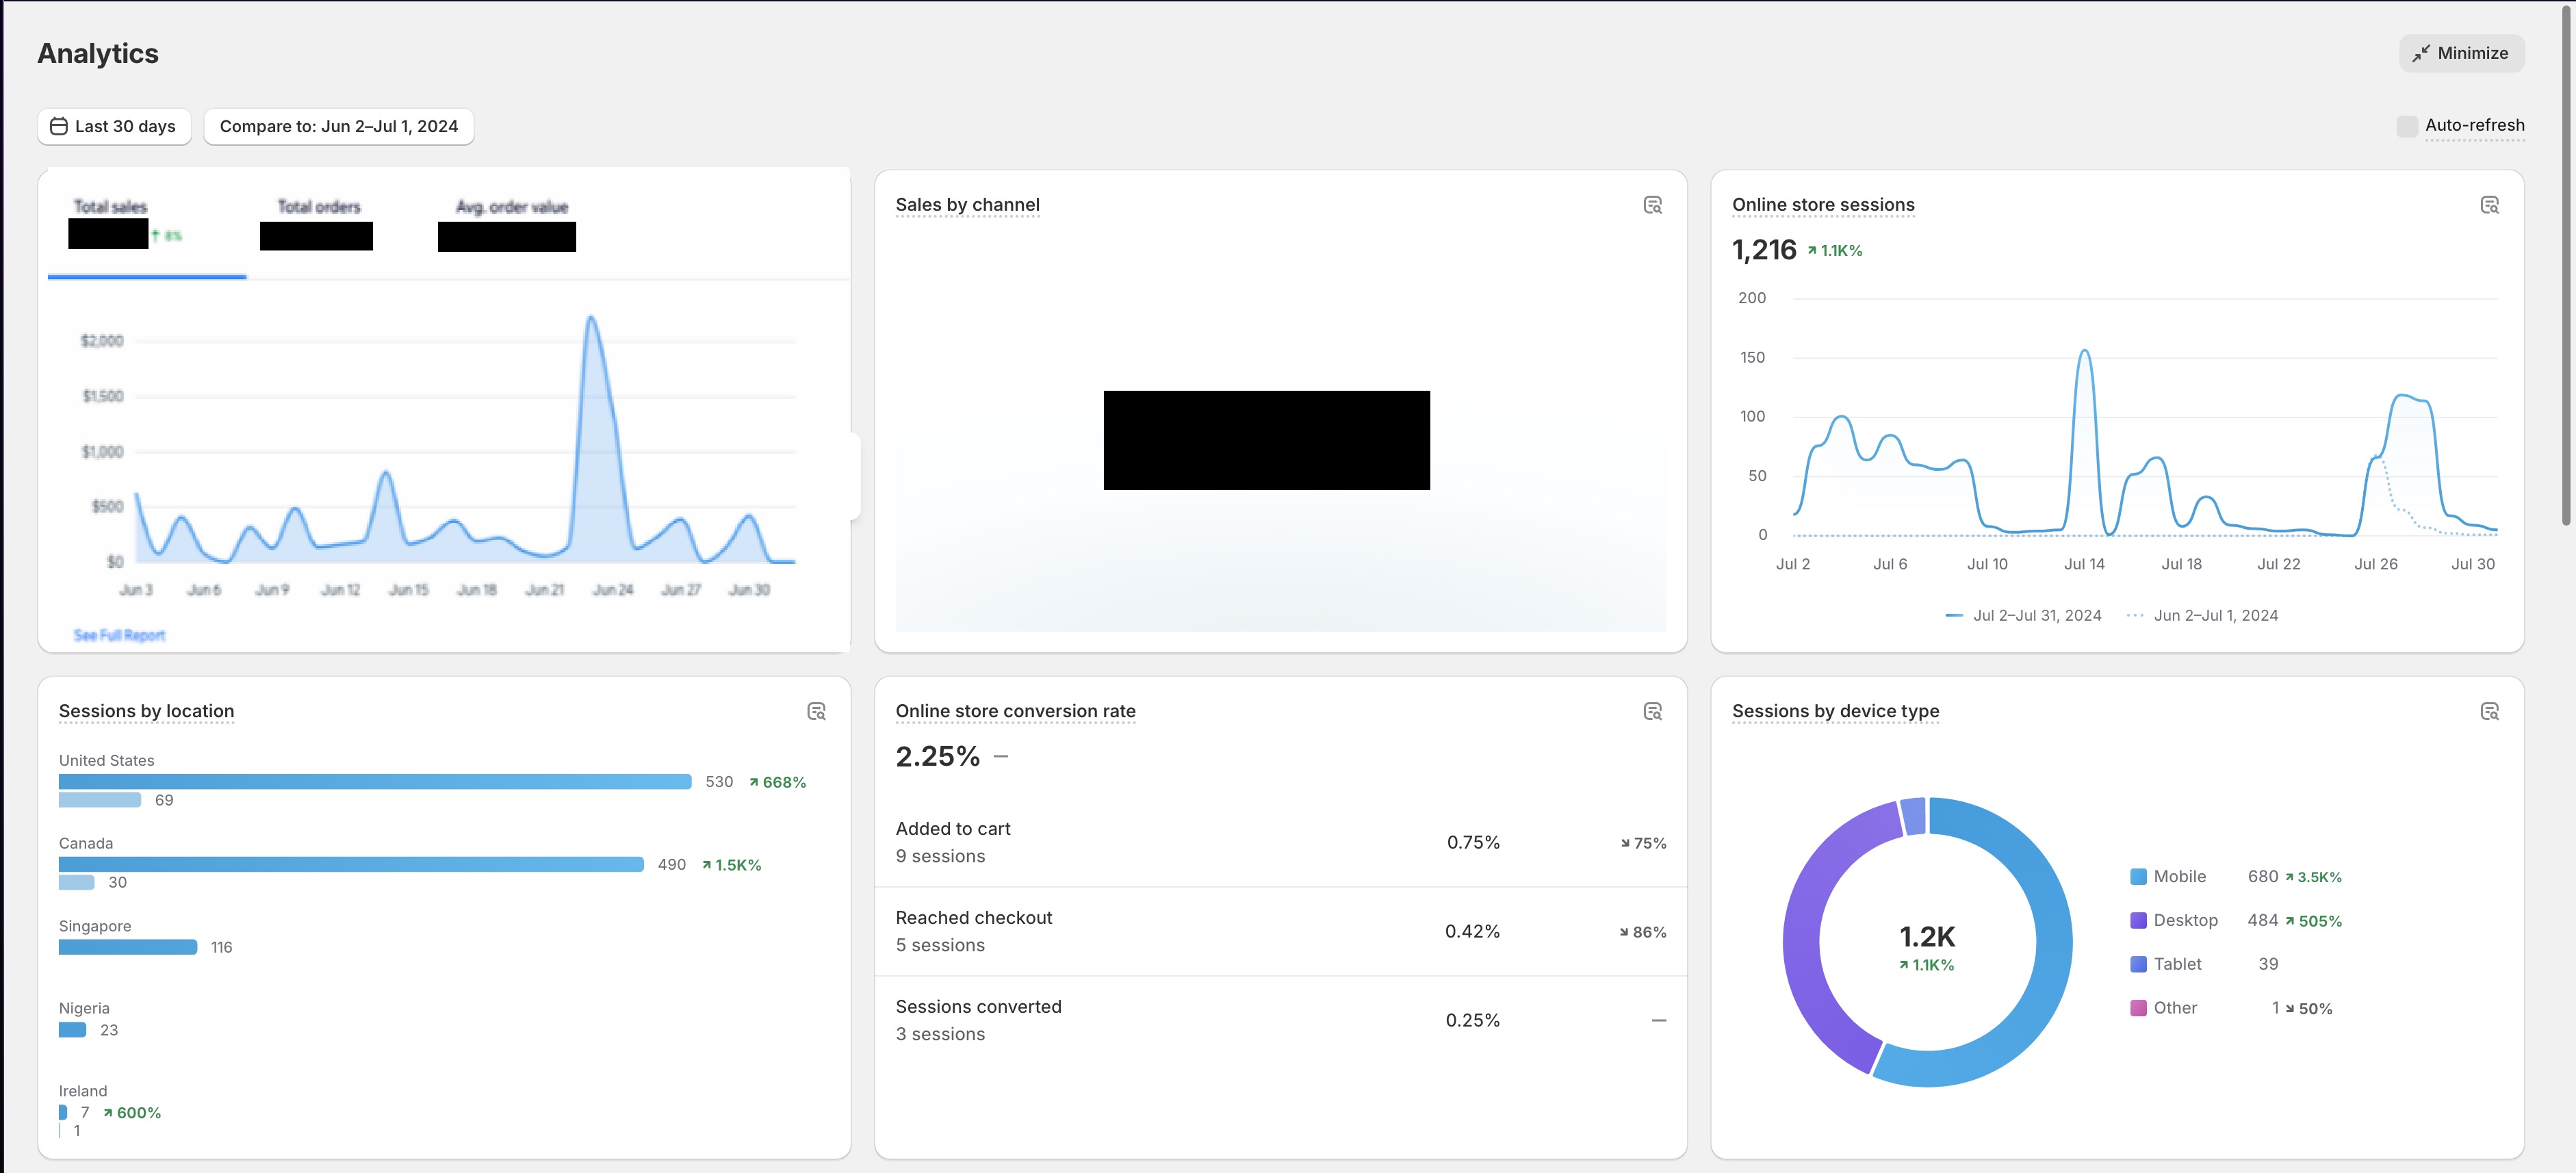 Analytics
Minimize
Last 30 days
Compare to: Jun 2–Jul 1, 2024
Auto-refresh
Total sales
Total orders
Avg. order value
↑ 8%
$2,000
$1,500
$1,000
$500
$0
Jun 3 Jun 6 Jun 9 Jun 12 Jun 15 Jun 18 Jun 21 Jun 24 Jun 27 Jun 30
See Full Report
Sales by channel
Online store sessions
1,216 ↗ 1.1K%
200
150
100
50
0
Jul 2 Jul 6 Jul 10 Jul 14 Jul 18 Jul 22 Jul 26 Jul 30
Jul 2–Jul 31, 2024 Jun 2–Jul 1, 2024
Sessions by location
United States
530 ↗ 668%
69
Canada
490 ↗ 1.5K%
30
Singapore
116
Nigeria
23
Ireland
7 ↗ 600%
1
Online store conversion rate
2.25% —
Added to cart
9 sessions
0.75% ↘ 75%
Reached checkout
5 sessions
0.42% ↘ 86%
Sessions converted
3 sessions
0.25% —
Sessions by device type
1.2K
↗ 1.1K%
Mobile 680 ↗ 3.5K%
Desktop 484 ↗ 505%
Tablet 39
Other 1 ↘ 50%